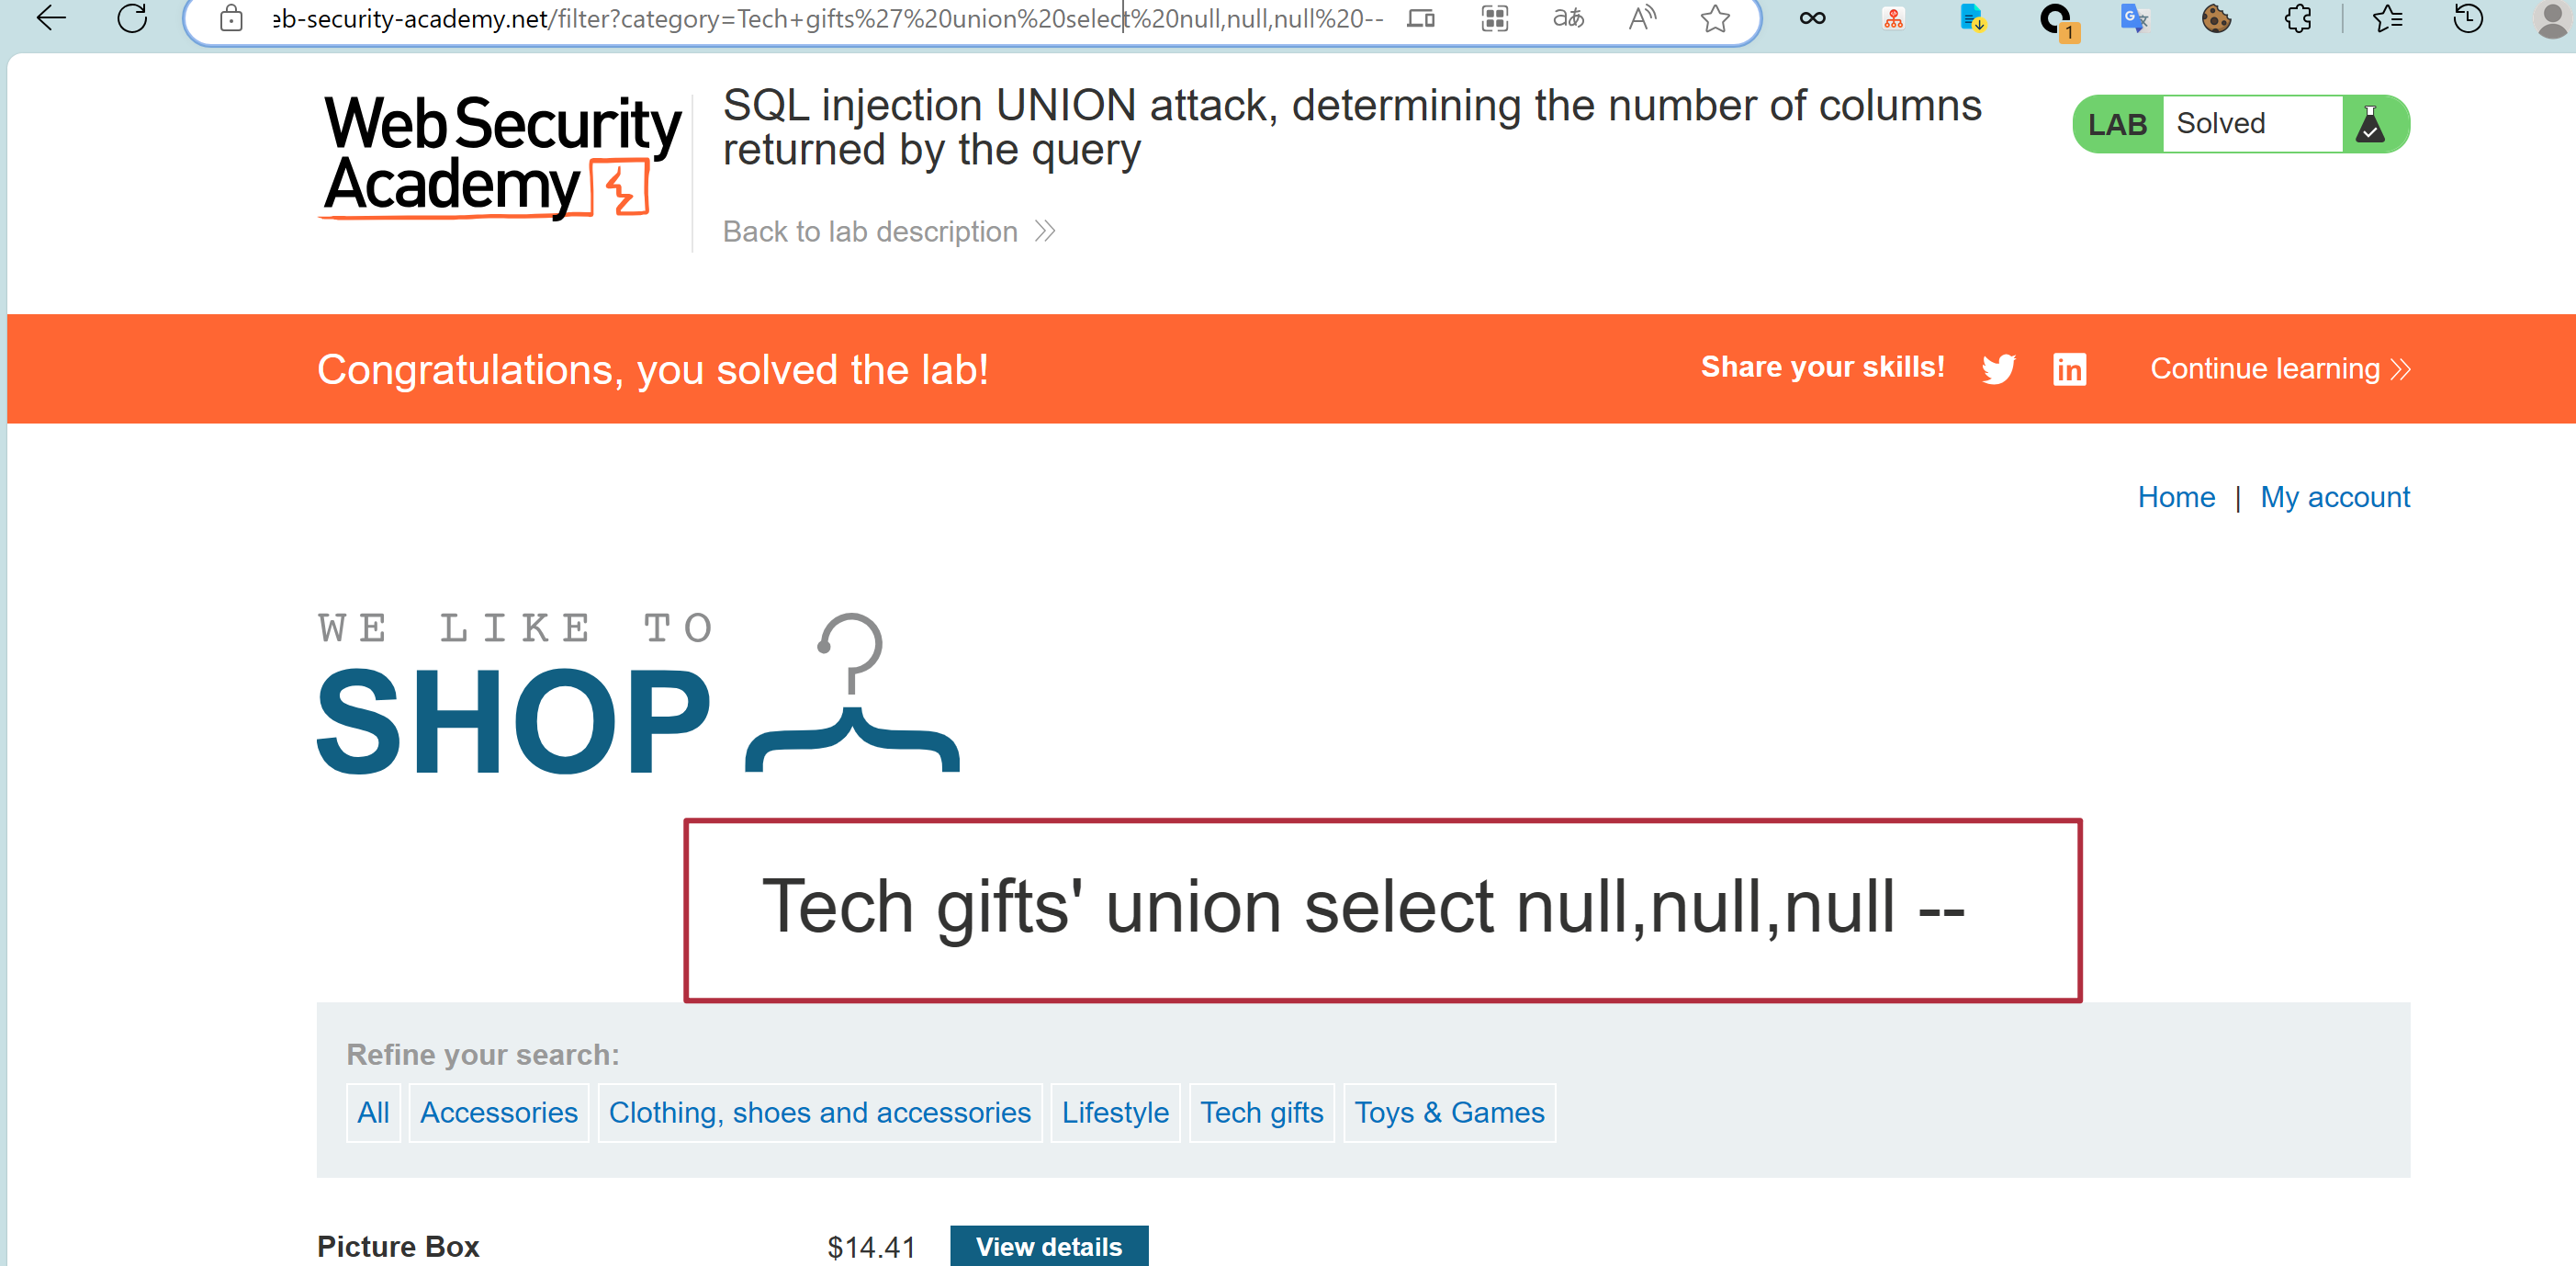 eb-security-academy.net/filter?category=Tech+gifts%27%20union%20select%20null,null,null%20--
aあ
A
1
G
Web Security
Academy
SQL injection UNION attack, determining the number of columns
returned by the query
Back to lab description
LAB Solved
Congratulations, you solved the lab!
Share your skills!
in
Continue learning
Home | My account
WE LIKE TO
SHOP
Tech gifts' union select null,null,null --
Refine your search:
All Accessories Clothing, shoes and accessories Lifestyle Tech gifts Toys & Games
Picture Box $14.41 View details